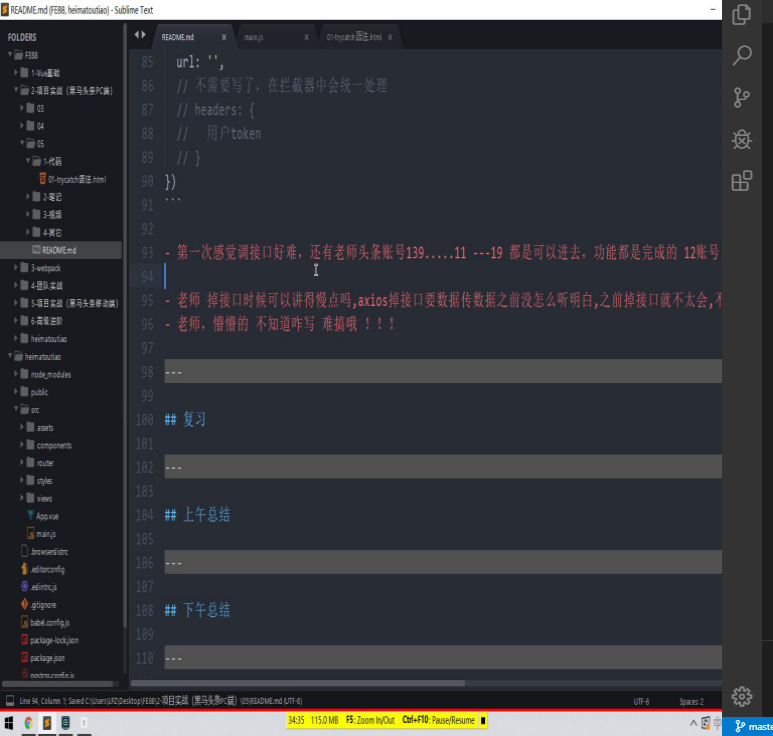 README.md (FE88, heimatoutiao) - Sublime Text
FOLDERS
FE88
1-Vue基础
2-项目实战（黑马头条PC端）
03
04
05
1-代码
01-trycatch语法.html
2-笔记
3-视频
4-其它
README.md
3-webpack
4-团队实战
5-项目实战（黑马头条移动端）
6-高级进阶
heimatoutiao
heimatoutiao
node_modules
public
src
assets
components
router
styles
views
App.vue
main.js
.browserslistrc
.editorconfig
.eslintrc.js
.gitignore
babel.config.js
package-lock.json
package.json
postcss.config.js
README.md x
main.js x
01-trycatch语法.html x
85 url: '',
86 // 不需要写了，在拦截器中会统一处理
87 // headers: {
88 // 用户token
89 // }
90 })
91 ```
92
93 - 第一次感觉调接口好难，还有老师头条账号139.....11 ---19 都是可以进去，功能都是完成的 12账号
94
95 - 老师 掉接口时候可以讲得慢点吗,axios掉接口要数据传数据之前没怎么听明白,之前掉接口就不太会,不
96 - 老师，懵懵的 不知道咋写 难搞哦 ！！！
97
98 ---
99
100 ## 复习
101
102 ---
103
104 ## 上午总结
105
106 ---
107
108 ## 下午总结
109
110 ---
Line 94, Column 1; Saved C:\Users\LPZ\Desktop\FE88\2-项目实战（黑马头条PC端）\05\README.md (UTF-8)
UTF-8
Spaces: 2
34:35 115.0 MB F5: Zoom In/Out Ctrl+F10: Pause/Resume
中
maste